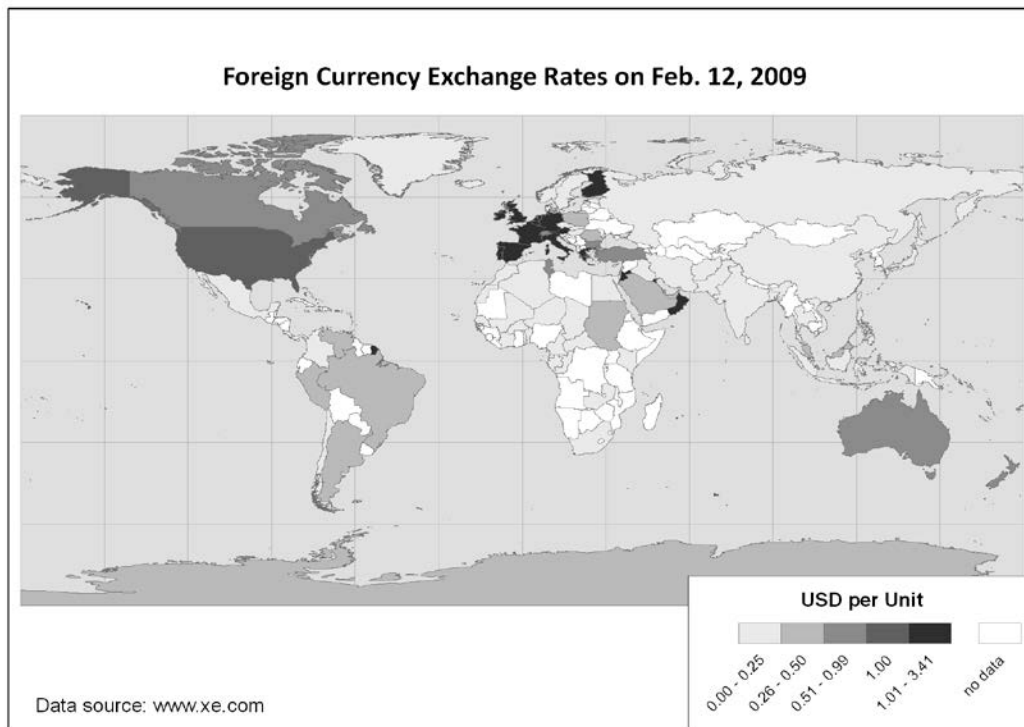 Foreign Currency Exchange Rates on Feb. 12, 2009
USD per Unit
0.00 - 0.25
0.26 - 0.50
0.51 - 0.99
1.00
1.01 - 3.41
no data
Data source: www.xe.com